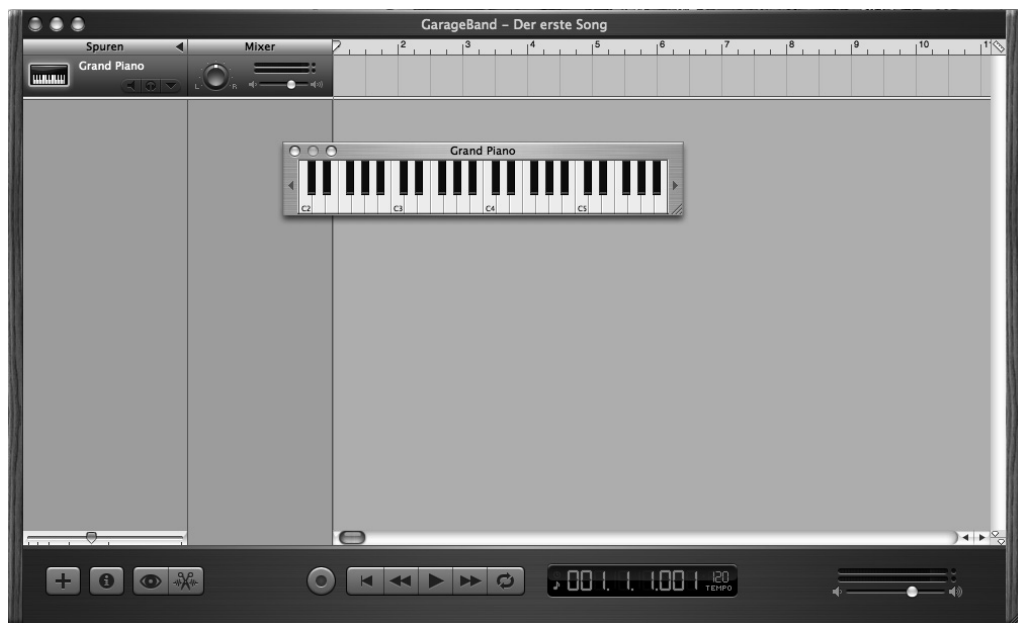 GarageBand – Der erste Song
Spuren Mixer 2 3 4 5 6 7 8 9 10 11
Grand Piano
L R
Grand Piano
C2 C3 C4 C5
001. 1. 1.001 120
TEMPO